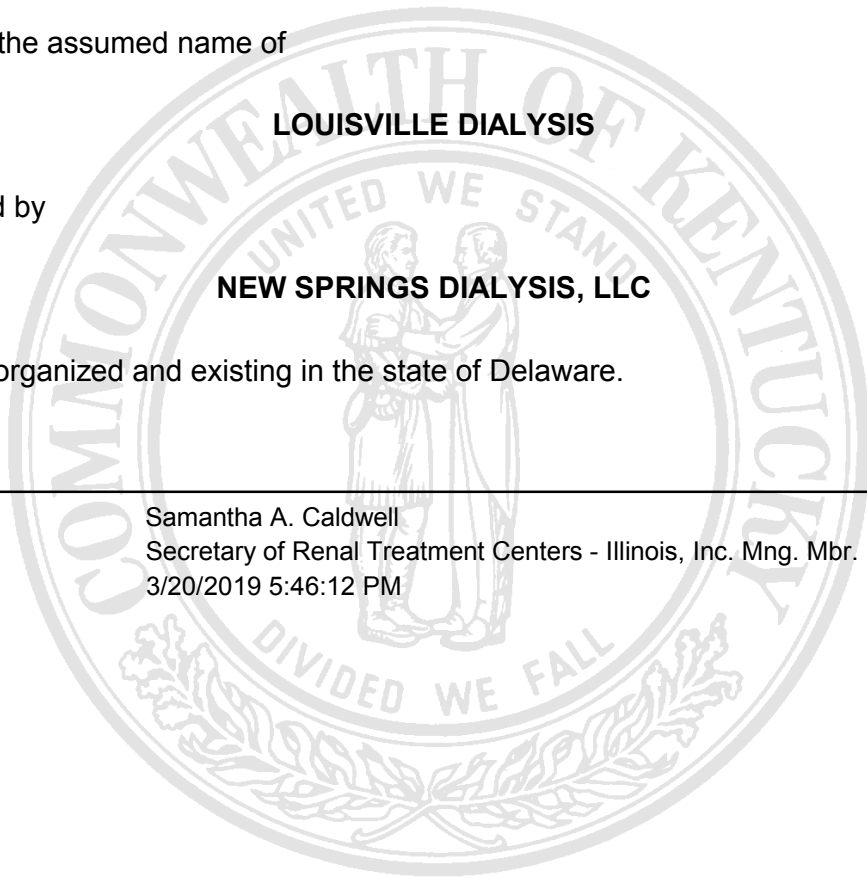 the assumed name of
LOUISVILLE DIALYSIS
d by
NEW SPRINGS DIALYSIS, LLC
organized and existing in the state of Delaware.
Samantha A. Caldwell
Secretary of Renal Treatment Centers - Illinois, Inc. Mng. Mbr.
3/20/2019 5:46:12 PM
COMMONWEALTH OF KENTUCKY
UNITED WE STAND
DIVIDED WE FALL